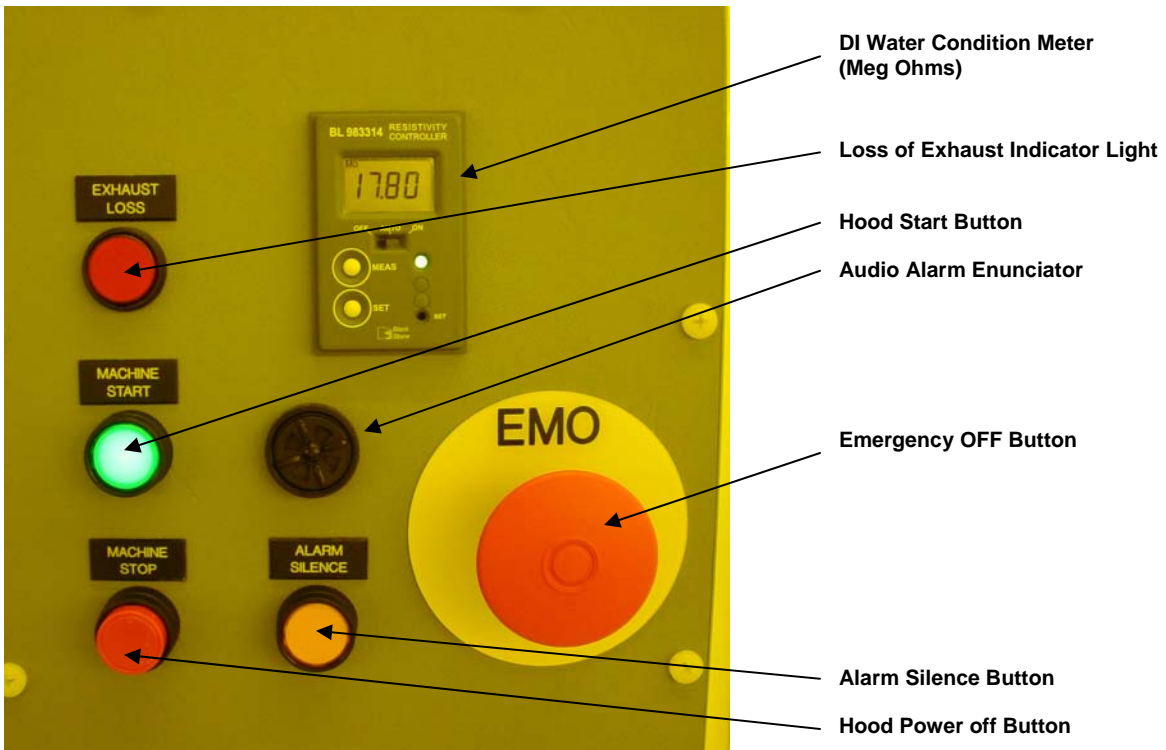 DI Water Condition Meter
(Meg Ohms)
BL 983314 RESISTIVITY
CONTROLLER
MΩ
17.80
OFF AUTO ON
MEAS
SET
SET
EXHAUST
LOSS
Loss of Exhaust Indicator Light
Hood Start Button
Audio Alarm Enunciator
MACHINE
START
EMO
Emergency OFF Button
MACHINE
STOP
ALARM
SILENCE
Alarm Silence Button
Hood Power off Button